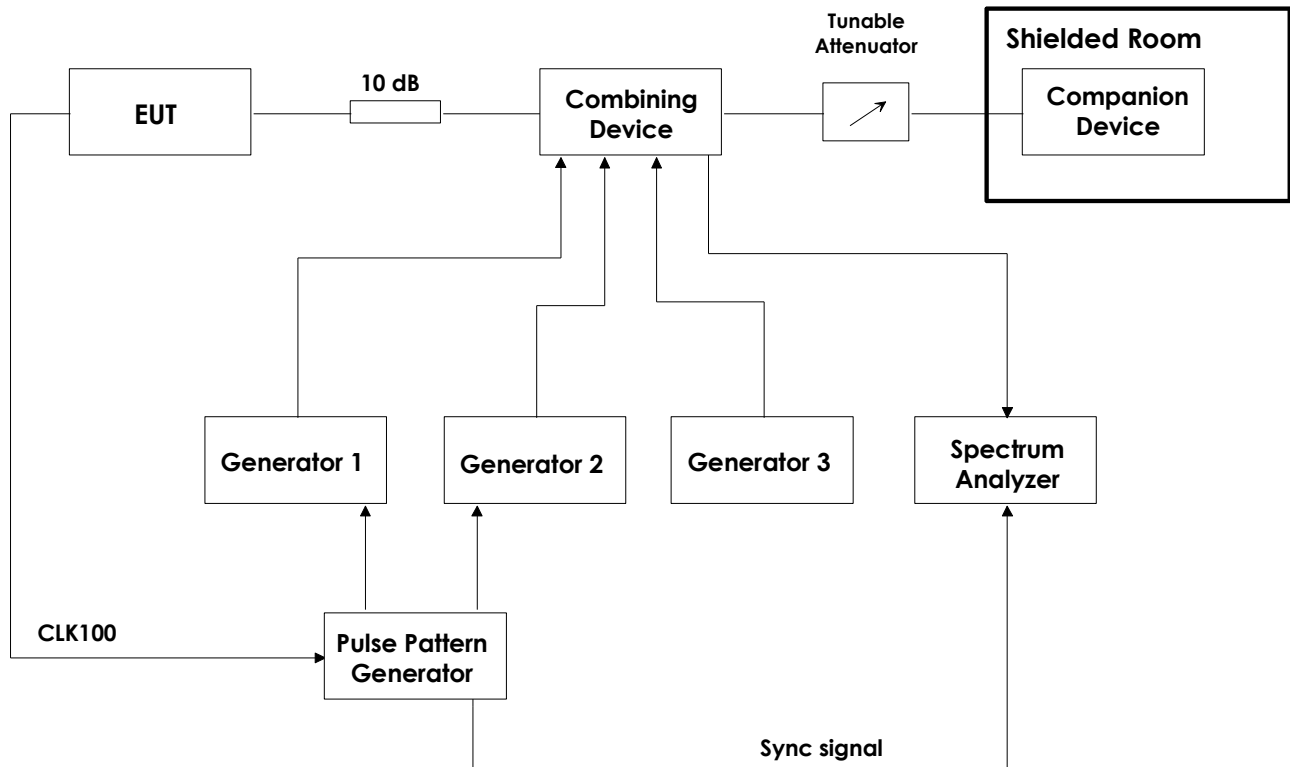 Tunable
Attenuator
Shielded Room
10 dB
EUT
Combining
Device
Companion
Device
Generator 1
Generator 2
Generator 3
Spectrum
Analyzer
CLK100
Pulse Pattern
Generator
Sync signal